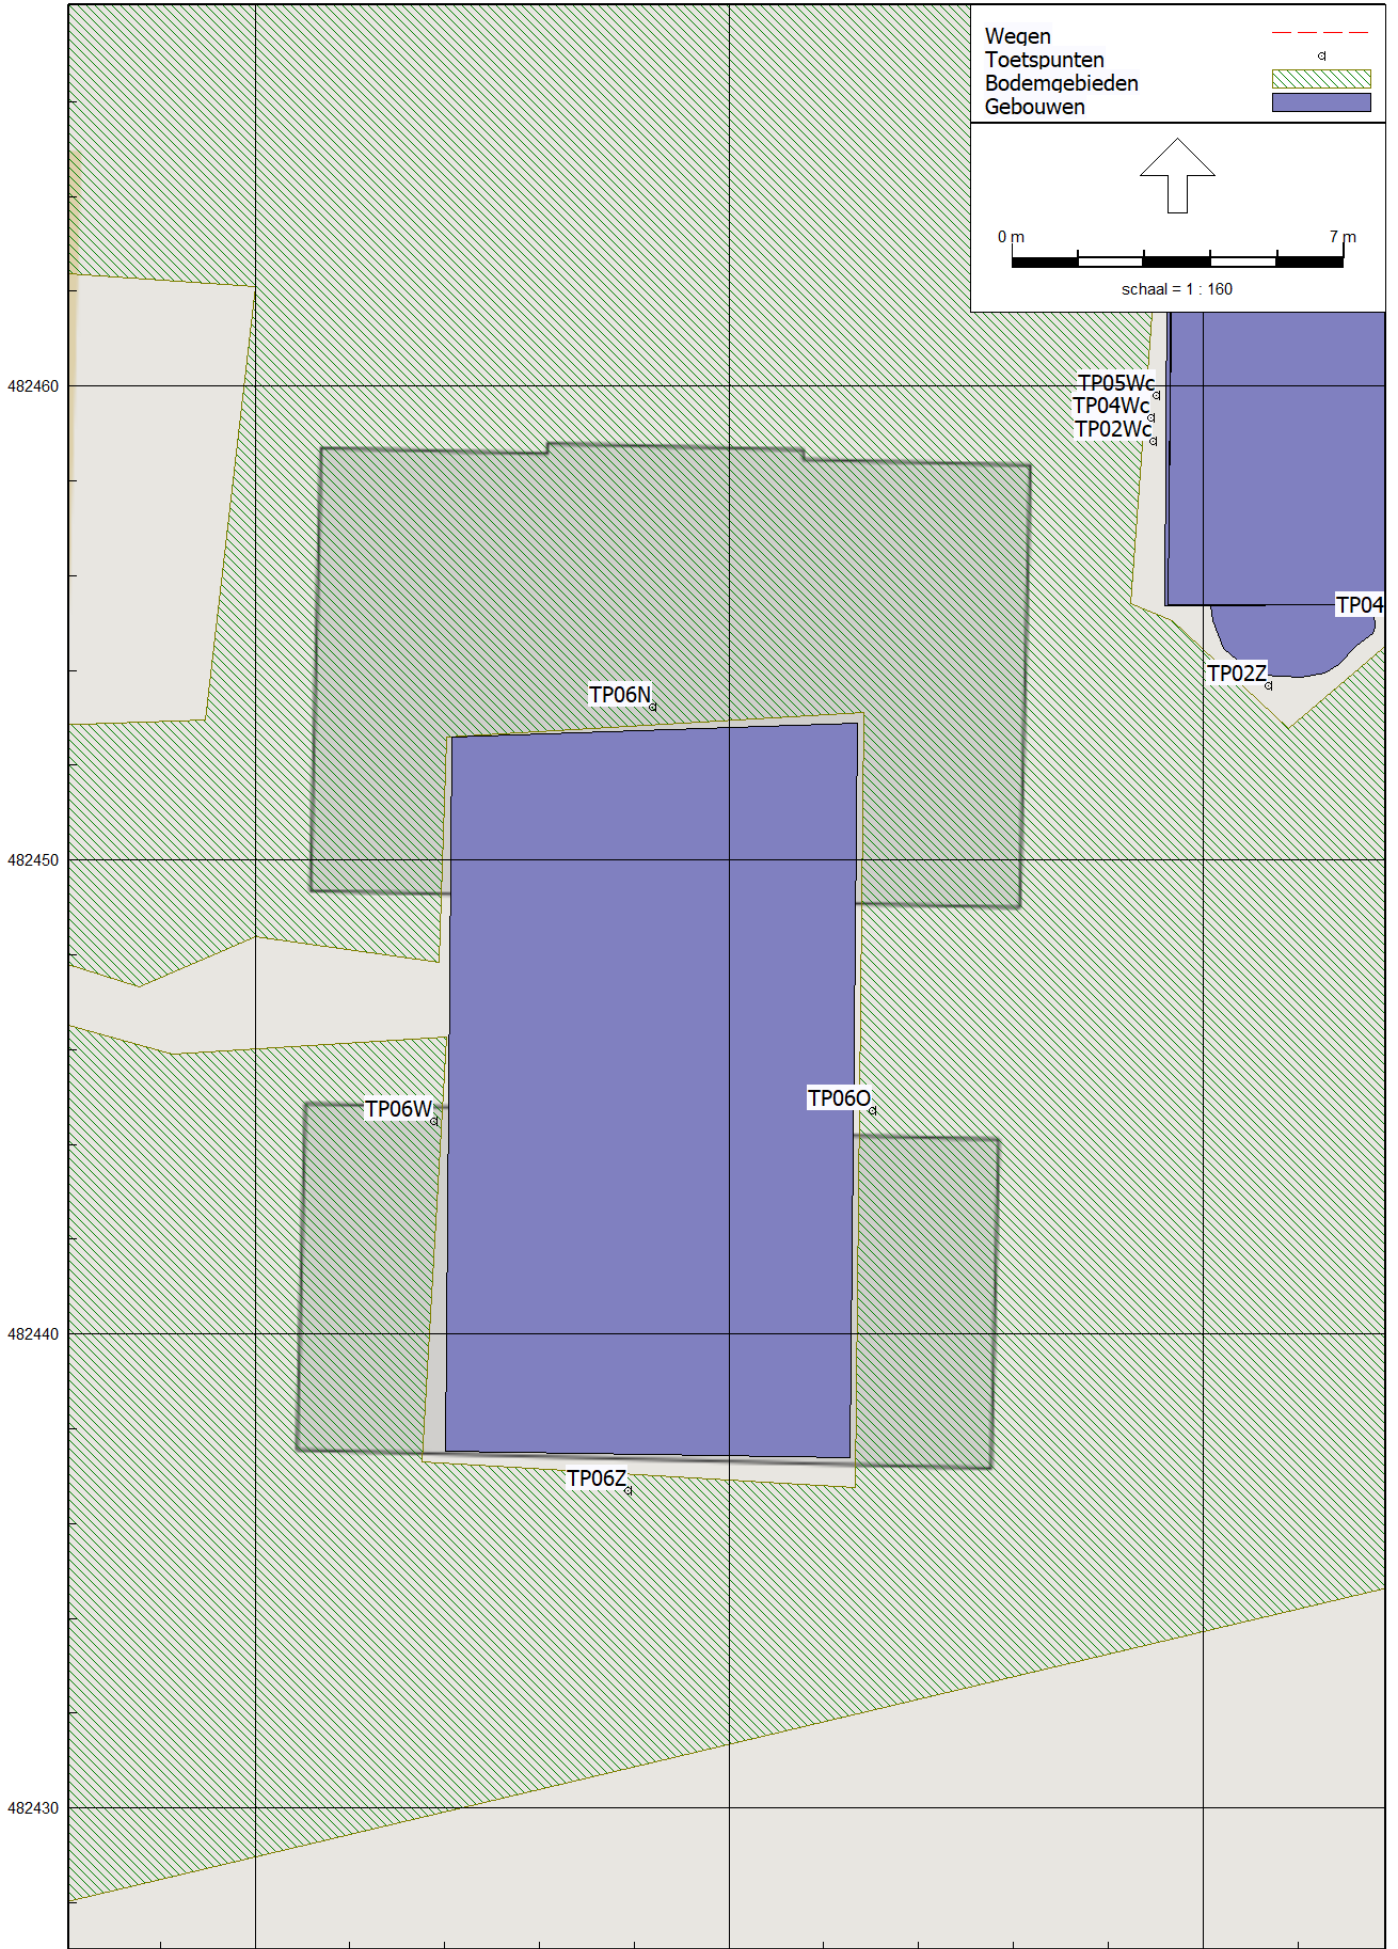 Wegen
Toetspunten
Bodemgebieden
Gebouwen
0 m 7 m
schaal = 1 : 160
482460
TP05Wc
TP04Wc
TP02Wc
TP04
TP02Z
TP06N
482450
TP06O
TP06W
482440
TP06Z
482430